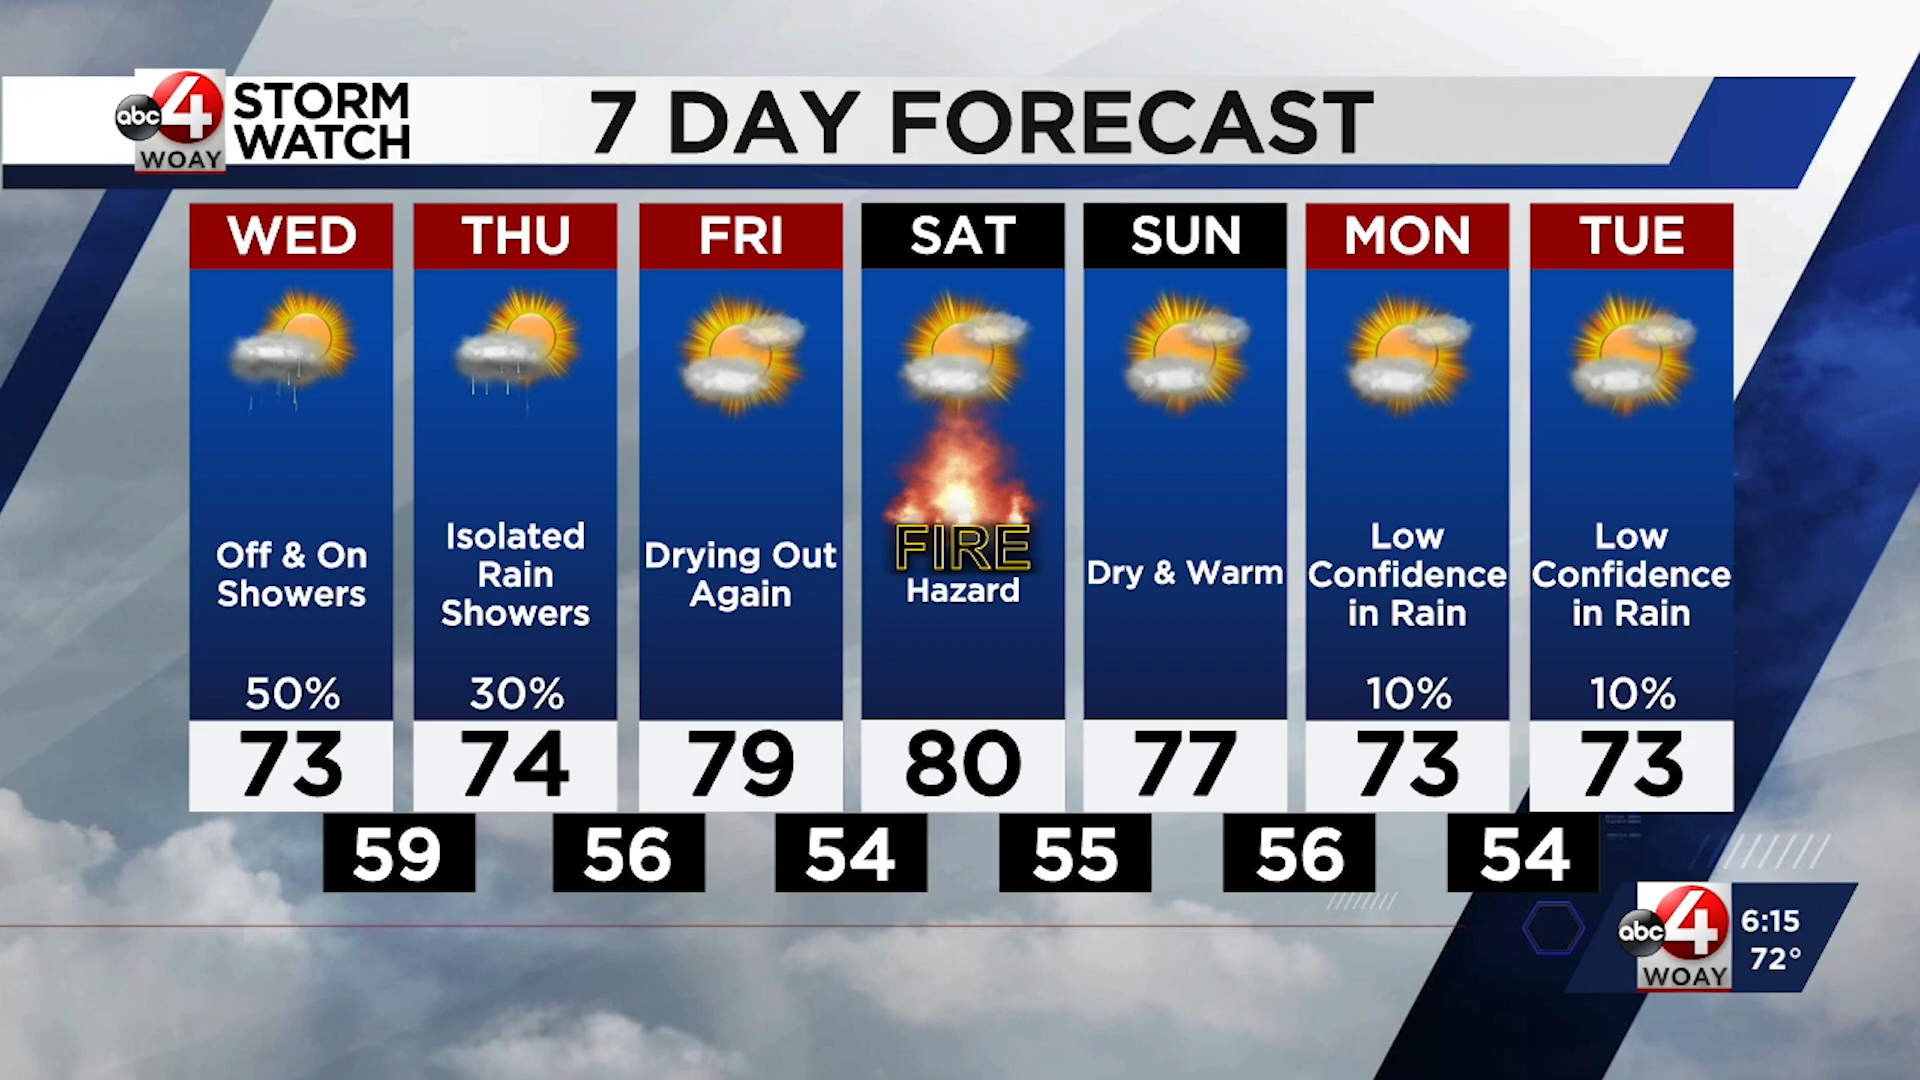 abc 4 WOAY
STORM
WATCH
7 DAY FORECAST
WED
Off & On
Showers
50%
73
THU
Isolated
Rain
Showers
30%
74
FRI
Drying Out
Again
79
SAT
FIRE
Hazard
80
SUN
Dry & Warm
77
MON
Low
Confidence
in Rain
10%
73
TUE
Low
Confidence
in Rain
10%
73
59
56
54
55
56
54
abc 4 WOAY
6:15
72°